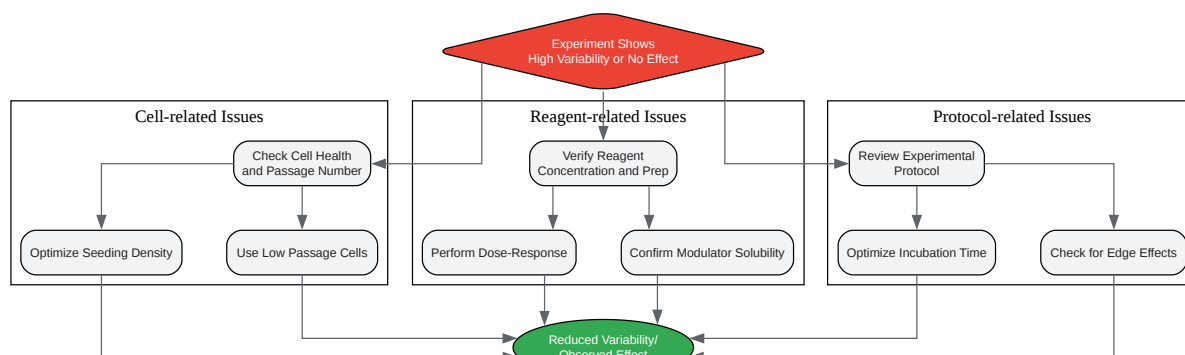 Experiment Shows
High Variability or No Effect
Cell-related Issues
Reagent-related Issues
Protocol-related Issues
Check Cell Health
and Passage Number
Verify Reagent
Concentration and Prep
Review Experimental
Protocol
Optimize Seeding Density
Use Low Passage Cells
Perform Dose-Response
Confirm Modulator Solubility
Optimize Incubation Time
Check for Edge Effects
Reduced Variability/
Observed Effect